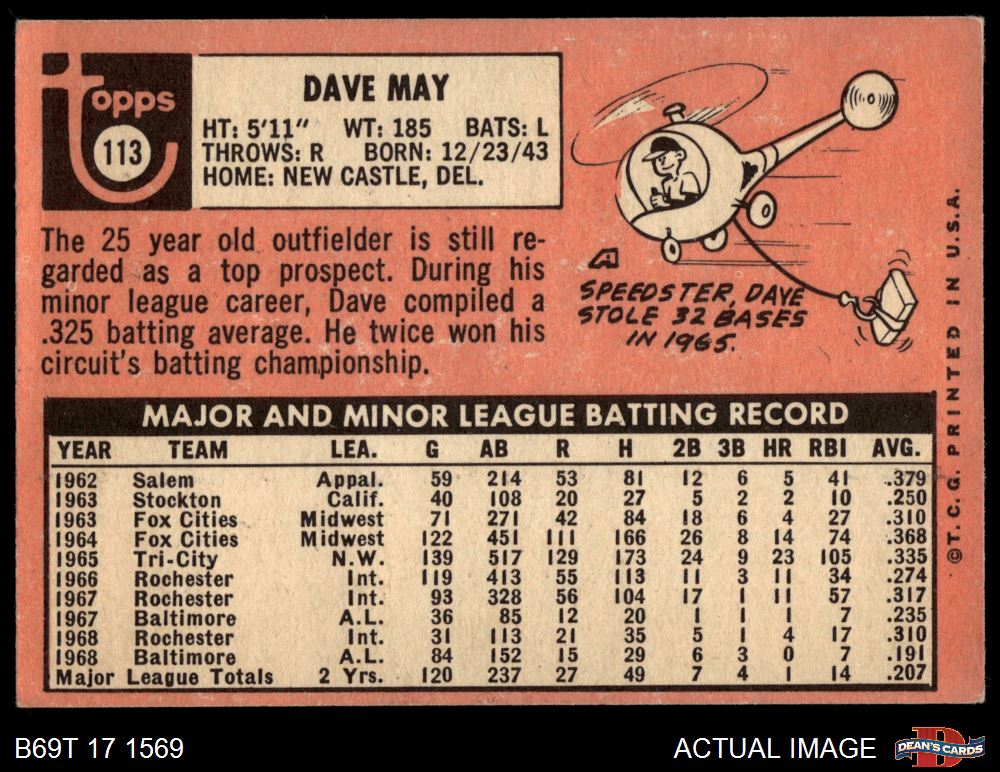 topps
113
DAVE MAY
HT: 5'11" WT: 185 BATS: L
THROWS: R BORN: 12/23/43
HOME: NEW CASTLE, DEL.
The 25 year old outfielder is still re-
garded as a top prospect. During his
minor league career, Dave compiled a
.325 batting average. He twice won his
circuit's batting championship.
A
SPEEDSTER, DAVE
STOLE 32 BASES
IN 1965.
©T. C. G. PRINTED IN U.S.A.
MAJOR AND MINOR LEAGUE BATTING RECORD
YEAR TEAM LEA. G AB R H 2B 3B HR RBI AVG.
1962 Salem Appal. 59 214 53 81 12 6 5 41 .379
1963 Stockton Calif. 40 108 20 27 5 2 2 10 .250
1963 Fox Cities Midwest 71 271 42 84 18 6 4 27 .310
1964 Fox Cities Midwest 122 451 111 166 26 8 14 74 .368
1965 Tri-City N.W. 139 517 129 173 24 9 23 105 .335
1966 Rochester Int. 119 413 55 113 11 3 11 34 .274
1967 Rochester Int. 93 328 56 104 17 1 11 57 .317
1967 Baltimore A.L. 36 85 12 20 1 1 1 7 .235
1968 Rochester Int. 31 113 21 35 5 1 4 17 .310
1968 Baltimore A.L. 84 152 15 29 6 3 0 7 .191
Major League Totals 2 Yrs. 120 237 27 49 7 4 1 14 .207
B69T 17 1569
ACTUAL IMAGE
DEAN'S CARDS